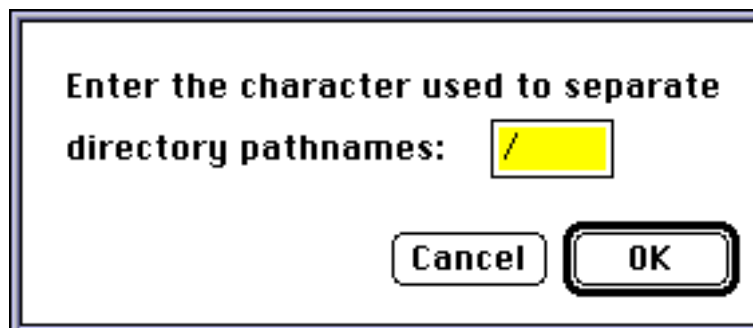 Enter the character used to separate
directory pathnames: /
Cancel OK